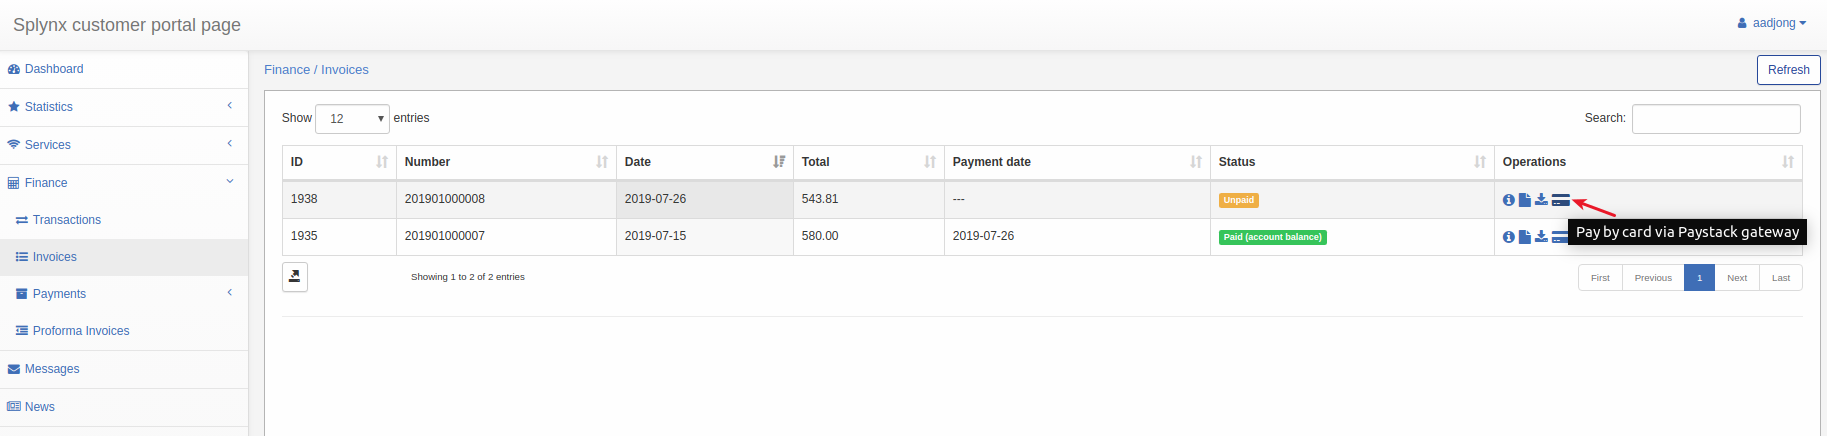 Splynx customer portal page
aadjong
Dashboard
Statistics
Services
Finance
Transactions
Invoices
Payments
Proforma Invoices
Messages
News
Finance / Invoices
Refresh
Show 12 entries
Search:
ID Number Date Total Payment date Status Operations
1938 201901000008 2019-07-26 543.81 --- Unpaid
1935 201901000007 2019-07-15 580.00 2019-07-26 Paid (account balance)
Pay by card via Paystack gateway
Showing 1 to 2 of 2 entries
First Previous 1 Next Last